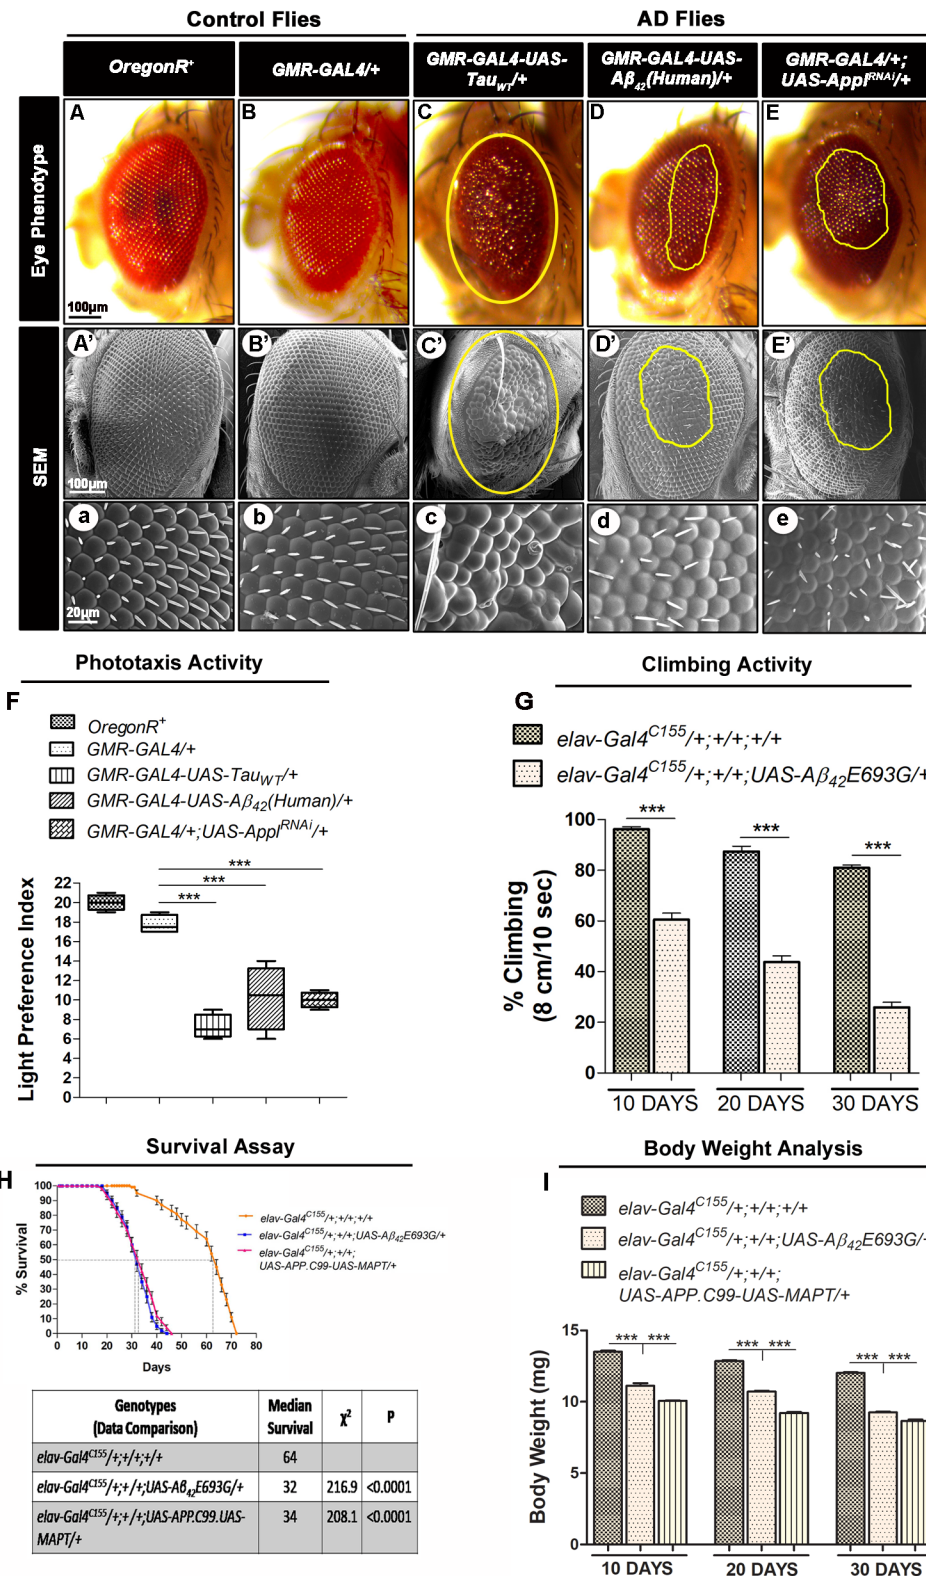 Control Flies
AD Flies
OregonR+
GMR-GAL4/+
GMR-GAL4-UAS-
TauWT/+
GMR-GAL4-UAS-
Aβ42(Human)/+
GMR-GAL4/+;
UAS-ApplRNAi/+
Eye Phenotype
A
B
C
D
E
100µm
SEM
A'
B'
C'
D'
E'
100µm
a
b
c
d
e
20µm
Phototaxis Activity
F
OregonR+
GMR-GAL4/+
GMR-GAL4-UAS-TauWT/+
GMR-GAL4-UAS-Aβ42(Human)/+
GMR-GAL4/+;UAS-ApplRNAi/+
*** 
***
***
Light Preference Index
22
20
18
16
14
12
10
8
6
4
2
0
Climbing Activity
G
elav-Gal4C155/+;+/+;+/+
elav-Gal4C155/+;+/+;UAS-Aβ42E693G/+
% Climbing
(8 cm/10 sec)
100
80
60
40
20
0
***
***
***
10 DAYS
20 DAYS
30 DAYS
Survival Assay
H
% Survival
100
90
80
70
60
50
40
30
20
10
0
0 10 20 30 40 50 60 70 80
Days
elav-Gal4C155/+;+/+;+/+
elav-Gal4C155/+;+/+;UAS-Aβ42E693G/+
elav-Gal4C155/+;+/+;
UAS-APP.C99-UAS-MAPT/+
Genotypes
(Data Comparison)
Median
Survival
χ2
P
elav-Gal4C155/+;+/+;+/+ 64
elav-Gal4C155/+;+/+;UAS-Aβ42E693G/+ 32 216.9 <0.0001
elav-Gal4C155/+;+/+;UAS-APP.C99.UAS- 34 208.1 <0.0001
MAPT/+
Body Weight Analysis
I
elav-Gal4C155/+;+/+;+/+
elav-Gal4C155/+;+/+;UAS-Aβ42E693G/+
elav-Gal4C155/+;+/+;
UAS-APP.C99-UAS-MAPT/+
Body Weight (mg)
15
10
5
0
*** ***
*** ***
*** ***
10 DAYS
20 DAYS
30 DAYS